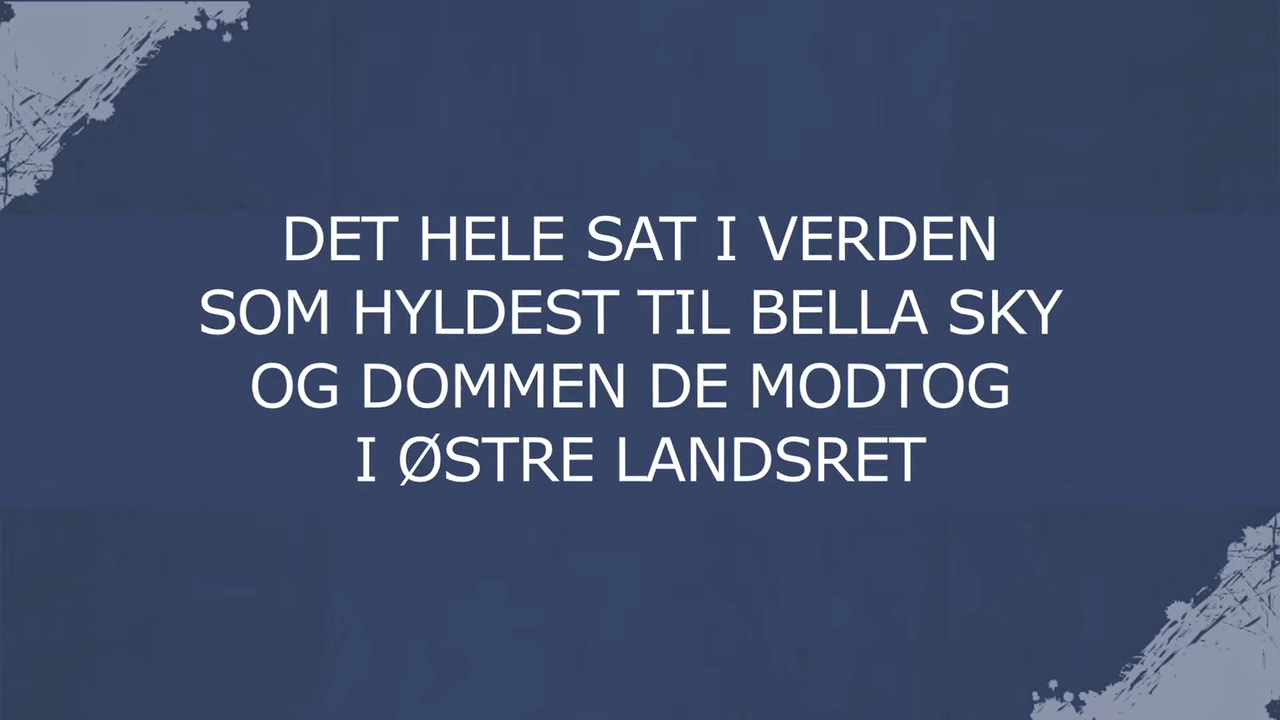 DET HELE SAT I VERDEN
SOM HYLDEST TIL BELLA SKY
OG DOMMEN DE MODTOG
I ØSTRE LANDSRET